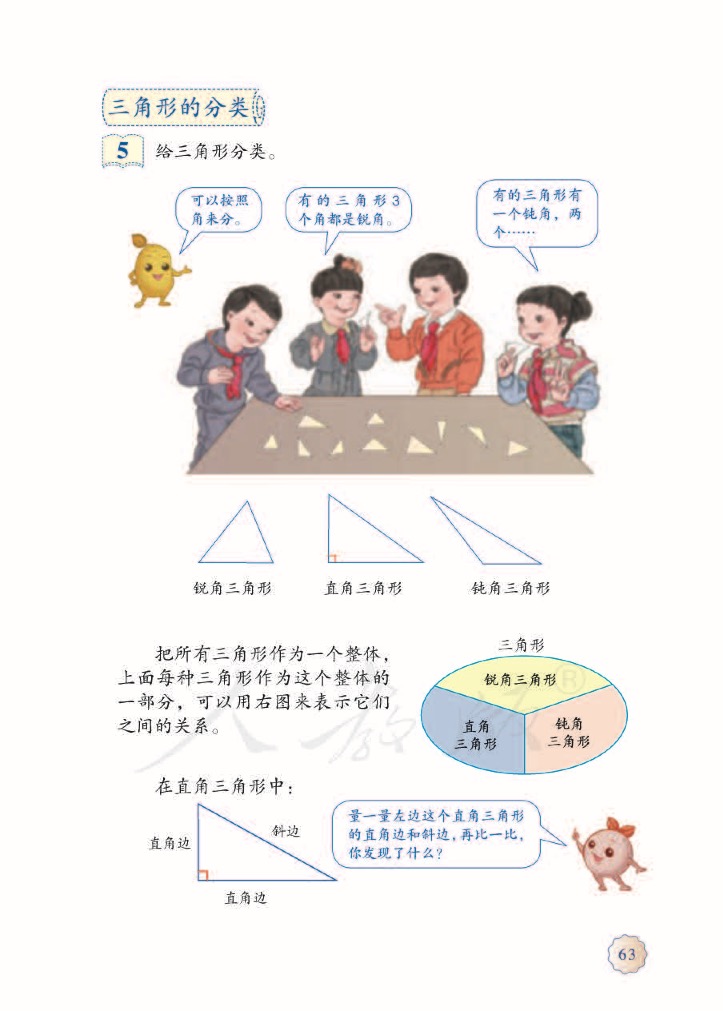 三角形的分类
5 给三角形分类。
可以按照
角来分。
有的三角形3
个角都是锐角。
有的三角形有
一个钝角，两
个……
锐角三角形
直角三角形
钝角三角形
把所有三角形作为一个整体，
上面每种三角形作为这个整体的
一部分，可以用右图来表示它们
之间的关系。
三角形
锐角三角形
直角
三角形
钝角
三角形
人教版®
在直角三角形中：
直角边
斜边
直角边
量一量左边这个直角三角形
的直角边和斜边，再比一比，
你发现了什么？
63